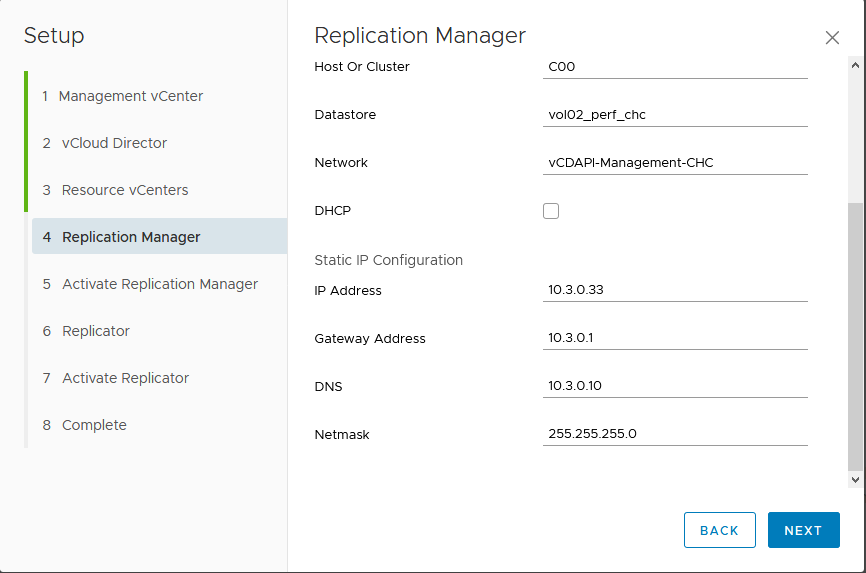 Setup
1 Management vCenter
2 vCloud Director
3 Resource vCenters
4 Replication Manager
5 Activate Replication Manager
6 Replicator
7 Activate Replicator
8 Complete
Replication Manager
Host Or Cluster C00
Datastore vol02_perf_chc
Network vCDAPI-Management-CHC
DHCP
Static IP Configuration
IP Address 10.3.0.33
Gateway Address 10.3.0.1
DNS 10.3.0.10
Netmask 255.255.255.0
BACK NEXT